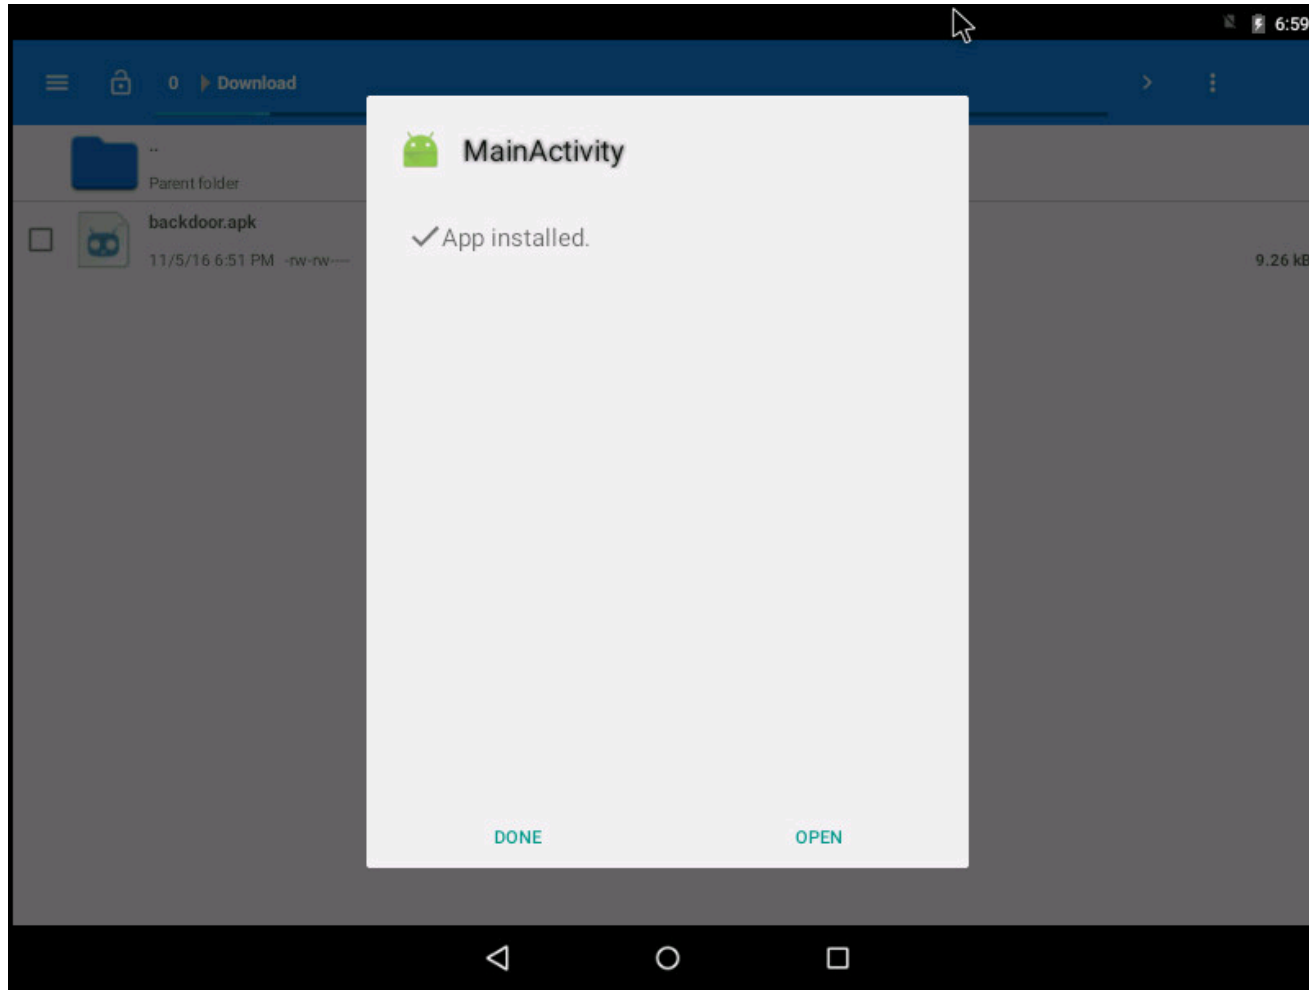 6:59
0 Download
..
Parent folder
backdoor.apk
11/5/16 6:51 PM -rw-rw----
9.26 kB
MainActivity
App installed.
DONE OPEN